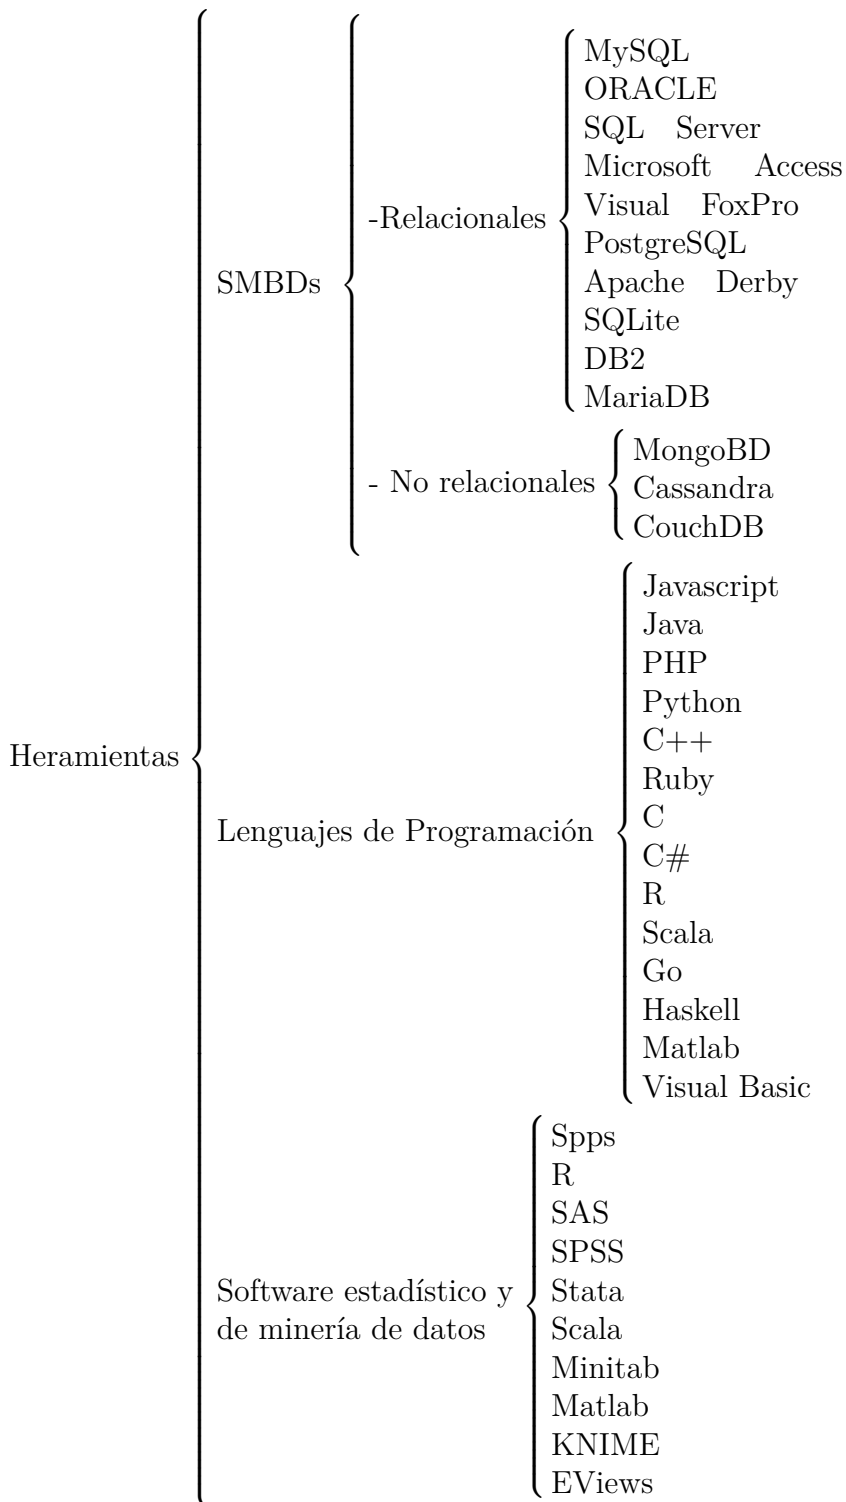 Heramientas
SMBDs
-Relacionales
MySQL
ORACLE
SQL Server
Microsoft Access
Visual FoxPro
PostgreSQL
Apache Derby
SQLite
DB2
MariaDB
- No relacionales
MongoBD
Cassandra
CouchDB
Lenguajes de Programación
Javascript
Java
PHP
Python
C++
Ruby
C
C#
R
Scala
Go
Haskell
Matlab
Visual Basic
Software estadístico y
de minería de datos
Spps
R
SAS
SPSS
Stata
Scala
Minitab
Matlab
KNIME
EViews